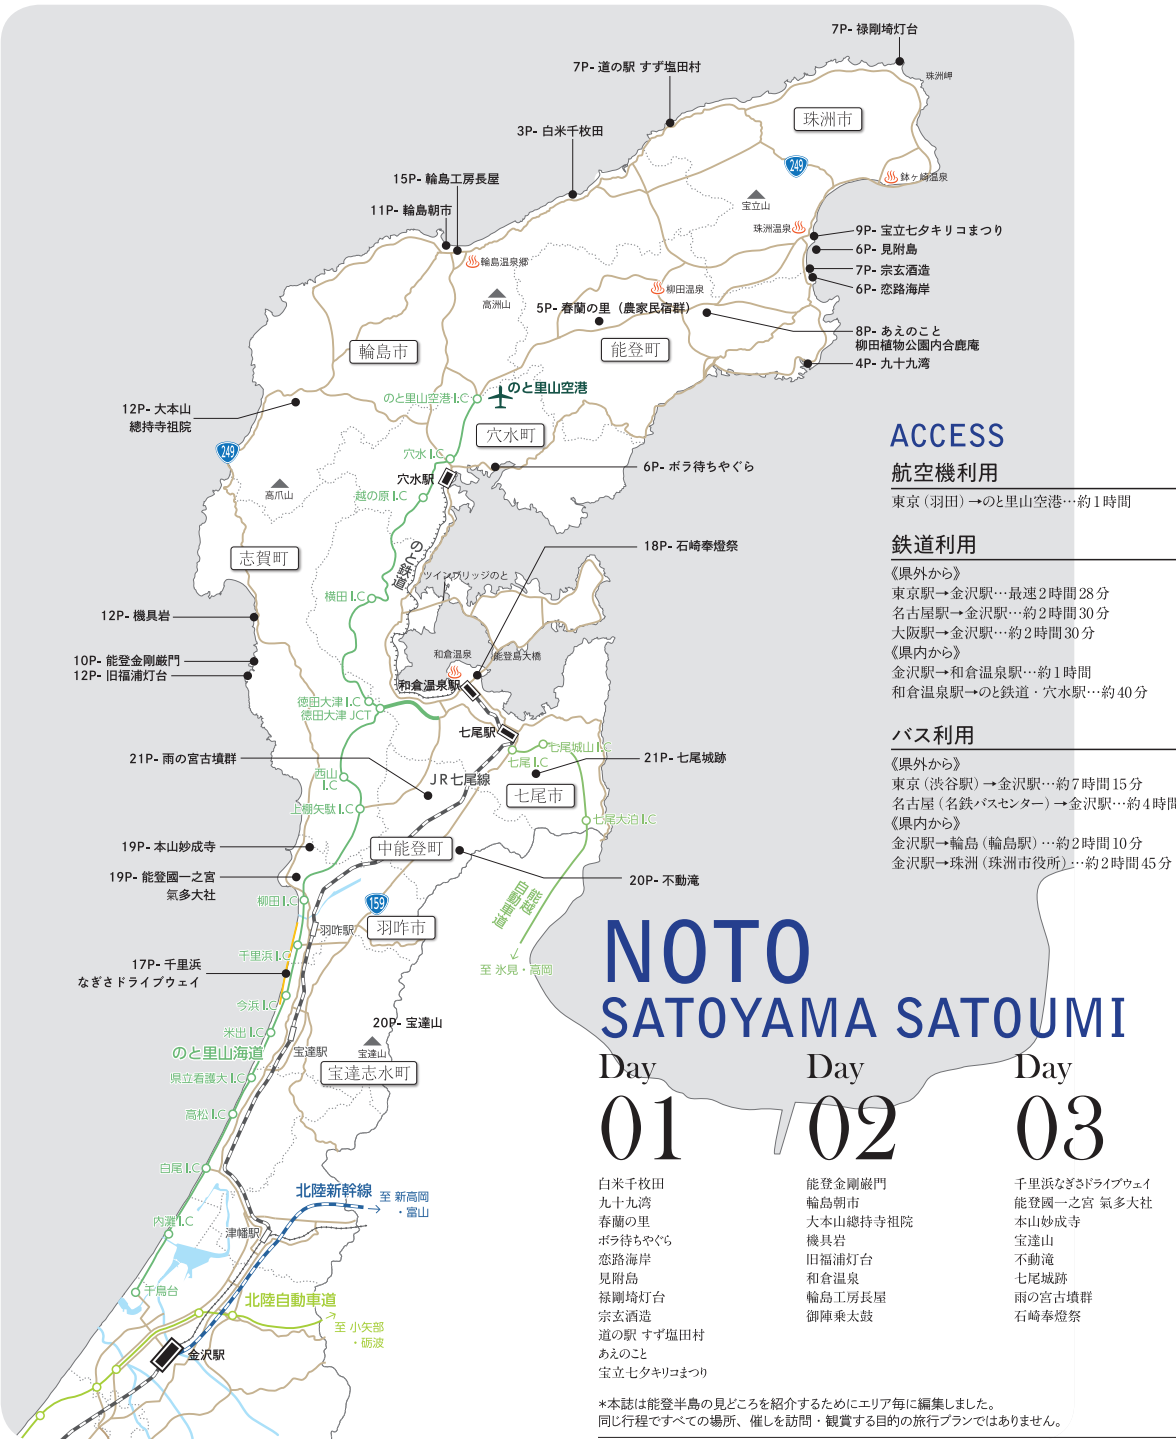 7P- 禄剛埼灯台
珠洲岬
7P- 道の駅 すず塩田村
珠洲市
3P- 白米千枚田
249
鉢ヶ崎温泉
15P- 輪島工房長屋
宝立山
11P- 輪島朝市
珠洲温泉
9P- 宝立七夕キリコまつり
6P- 見附島
輪島温泉郷
7P- 宗玄酒造
6P- 恋路海岸
柳田温泉
高洲山
5P- 春蘭の里（農家民宿群）
8P- あえのこと
柳田植物公園内合鹿庵
輪島市
能登町
4P- 九十九湾
のと里山空港
のと里山空港 I.C
12P- 大本山
總持寺祖院
249
穴水町
穴水 I.C
6P- ボラ待ちやぐら
穴水駅
高爪山
越の原 I.C
志賀町
のと鉄道
18P- 石崎奉燈祭
ツインブリッジのと
横田 I.C
12P- 機具岩
和倉温泉
能登島大橋
10P- 能登金剛厳門
12P- 旧福浦灯台
和倉温泉駅
徳田大津 I.C
徳田大津 JCT
七尾駅
七尾城山 I.C
七尾 I.C
21P- 雨の宮古墳群
21P- 七尾城跡
西山
I.C
JR七尾線
七尾市
上棚矢駄 I.C
七尾大泊 I.C
19P- 本山妙成寺
中能登町
19P- 能登國一之宮
氣多大社
20P- 不動滝
能越
自動車道
柳田 I.C
159
羽咋市
羽咋駅
千里浜 I.C
至 氷見・高岡
17P- 千里浜
なぎさドライブウェイ
今浜 I.C
20P- 宝達山
米出 I.C
のと里山海道
宝達駅
宝達山
宝達志水町
県立看護大 I.C
高松 I.C
白尾 I.C
北陸新幹線
至 新高岡
・富山
内灘 I.C
津幡駅
千鳥台
北陸自動車道
至 小矢部
・砺波
金沢駅
ACCESS
航空機利用
東京（羽田）→のと里山空港…約1時間
鉄道利用
《県外から》
東京駅→金沢駅…最速2時間28分
名古屋駅→金沢駅…約2時間30分
大阪駅→金沢駅…約2時間30分
《県内から》
金沢駅→和倉温泉駅…約1時間
和倉温泉駅→のと鉄道・穴水駅…約40分
バス利用
《県外から》
東京（渋谷駅）→金沢駅…約7時間15分
名古屋（名鉄バスセンター）→金沢駅…約4時間
《県内から》
金沢駅→輪島（輪島駅）…約2時間10分
金沢駅→珠洲（珠洲市役所）…約2時間45分
NOTO
SATOYAMA SATOUMI
Day
01
白米千枚田
九十九湾
春蘭の里
ボラ待ちやぐら
恋路海岸
見附島
禄剛埼灯台
宗玄酒造
道の駅 すず塩田村
あえのこと
宝立七夕キリコまつり
Day
02
能登金剛厳門
輪島朝市
大本山總持寺祖院
機具岩
旧福浦灯台
和倉温泉
輪島工房長屋
御陣乗太鼓
Day
03
千里浜なぎさドライブウェイ
能登國一之宮 氣多大社
本山妙成寺
宝達山
不動滝
七尾城跡
雨の宮古墳群
石崎奉燈祭
＊本誌は能登半島の見どころを紹介するためにエリア毎に編集しました。
同じ行程ですべての場所、催しを訪問・観賞する目的の旅行プランではありません。